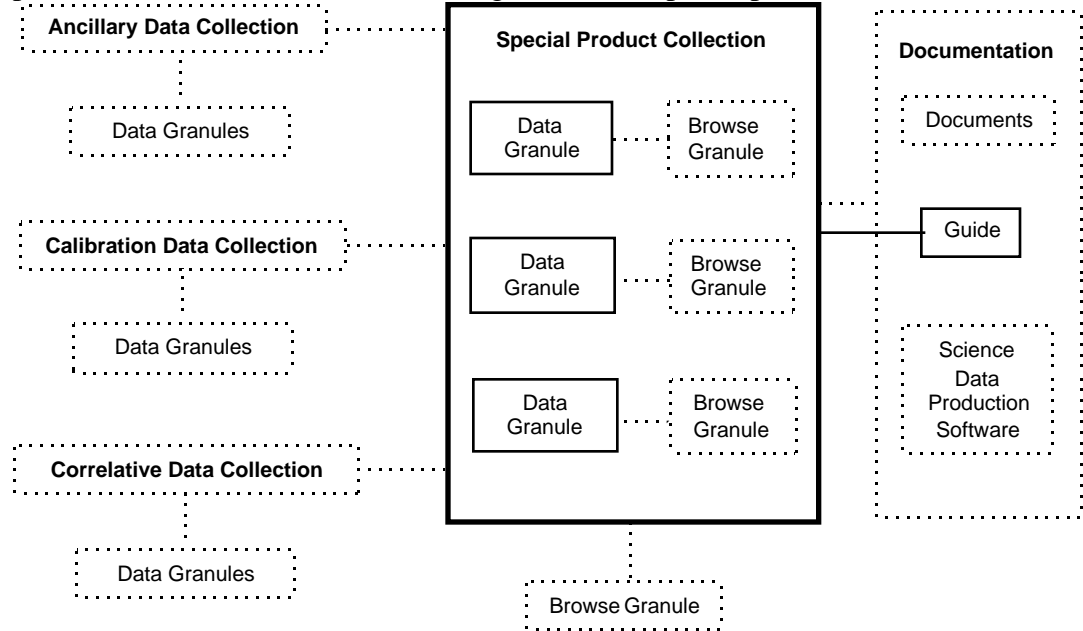 Ancillary Data Collection
Data Granules
Calibration Data Collection
Data Granules
Correlative Data Collection
Data Granules
Special Product Collection
Data
Granule
Browse
Granule
Data
Granule
Browse
Granule
Data
Granule
Browse
Granule
Browse Granule
Documentation
Documents
Guide
Science
Data
Production
Software